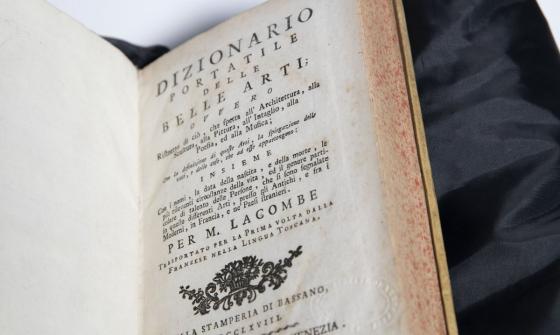 DIZIONARIO
PORTATILE
DELLE
BELLE ARTI;
OVVERO
Ristretto di ciò, che spetta all'Architettura, alla
Scultura, alla Pittura, all'Intaglio, alla
Poesia, ed alla Musica;
Con la definizione di queste Arti, la spiegazione delle
voci, e delle cose, che ad esse appartengono:
INSIEME
Con i nomi, la data della nascita, e della morte, le
più rilevanti circostanze della vita, ed il genere parti-
colare di talento delle Persone, che si sono segnalate
in queste differenti Arti, presso gli Antichi, e fra i
Moderni, in Francia, e ne' Paesi stranieri.
PER M. LACOMBE
TRASPORTATO PER LA PRIMA VOLTA DALLA
FRANZESE NELLA LINGUA TOSCANA.
STAMPERIA DI BASSANO,
VENEZIA.